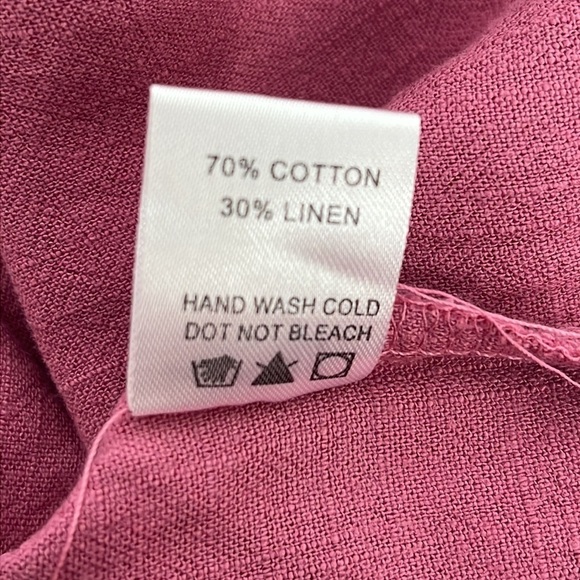 70% COTTON
30% LINEN
HAND WASH COLD
DOT NOT BLEACH